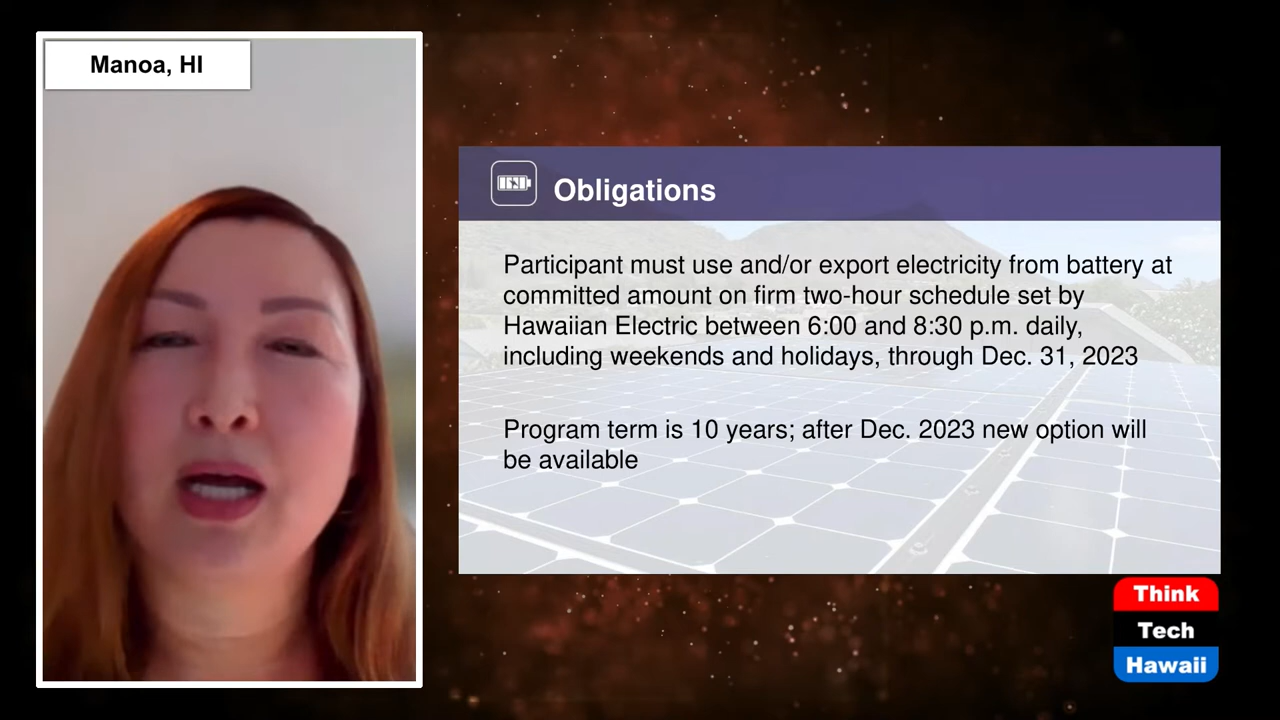 Manoa, HI
Obligations
Participant must use and/or export electricity from battery at
committed amount on firm two-hour schedule set by
Hawaiian Electric between 6:00 and 8:30 p.m. daily,
including weekends and holidays, through Dec. 31, 2023
Program term is 10 years; after Dec. 2023 new option will
be available
Think
Tech
Hawaii